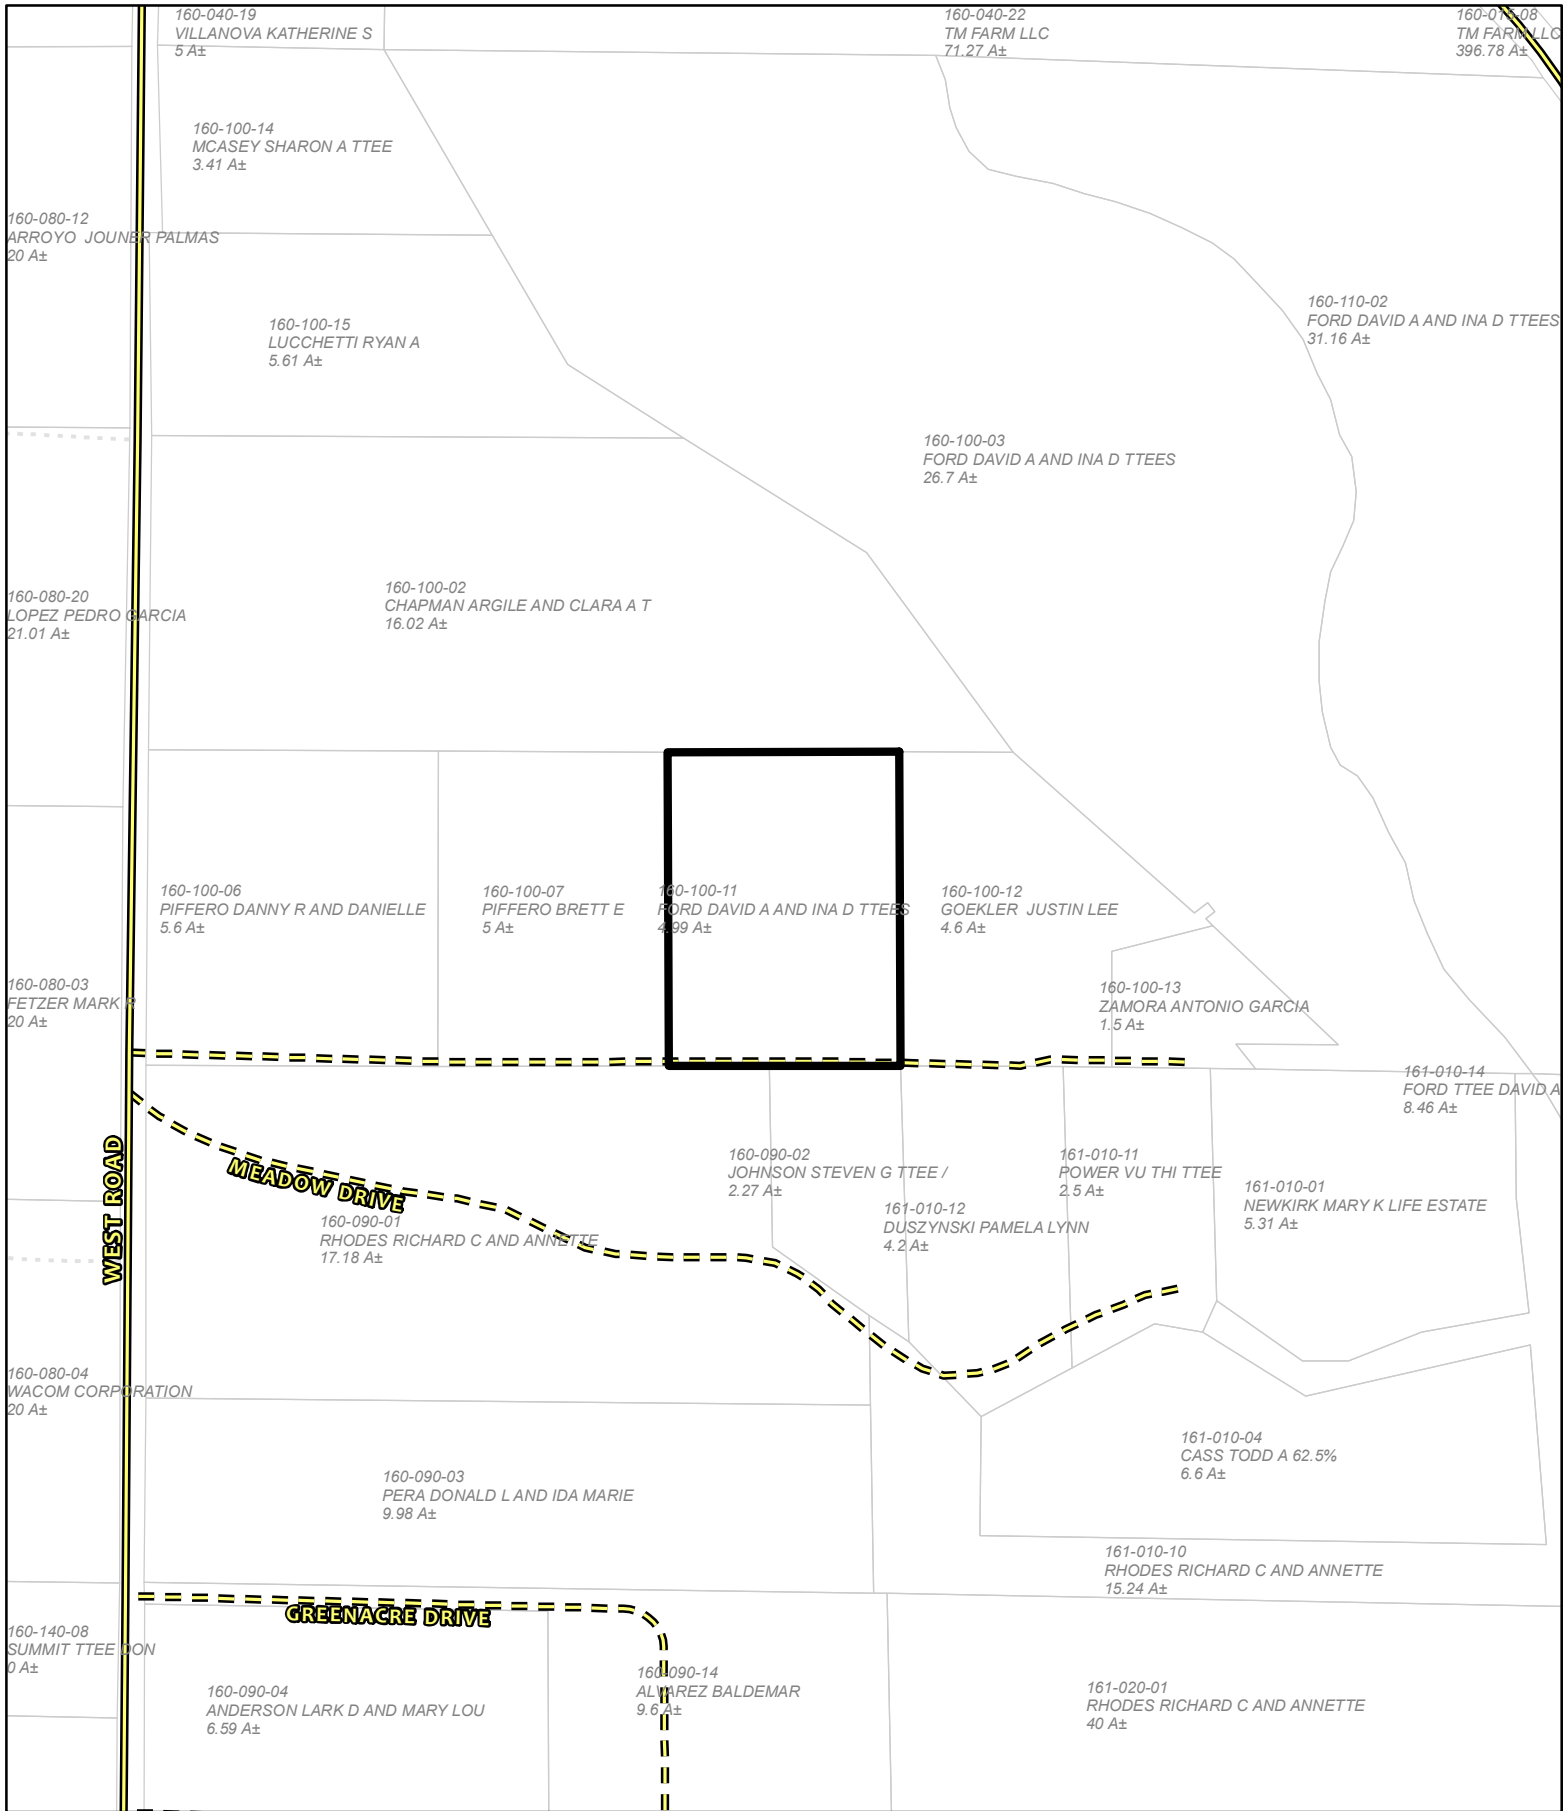 160-040-19
VILLANOVA KATHERINE S
5 A±
160-040-22
TM FARM LLC
71.27 A±
160-015-08
TM FARM LLC
396.78 A±
160-100-14
MCASEY SHARON A TTEE
3.41 A±
160-080-12
ARROYO  JOUNER PALMAS
20 A±
160-110-02
FORD DAVID A AND INA D TTEES
31.16 A±
160-100-15
LUCCHETTI RYAN A
5.61 A±
160-100-03
FORD DAVID A AND INA D TTEES
26.7 A±
160-100-02
CHAPMAN ARGILE AND CLARA A T
16.02 A±
160-080-20
LOPEZ PEDRO GARCIA
21.01 A±
160-100-06
PIFFERO DANNY R AND DANIELLE
5.6 A±
160-100-07
PIFFERO BRETT E
5 A±
160-100-11
FORD DAVID A AND INA D TTEES
4.99 A±
160-100-12
GOEKLER  JUSTIN LEE
4.6 A±
160-080-03
FETZER MARK R
20 A±
160-100-13
ZAMORA ANTONIO GARCIA
1.5 A±
161-010-14
FORD TTEE DAVID A
8.46 A±
WEST ROAD
MEADOW DRIVE
160-090-02
JOHNSON STEVEN G TTEE /
2.27 A±
161-010-11
POWER VU THI TTEE
2.5 A±
161-010-01
NEWKIRK MARY K LIFE ESTATE
5.31 A±
161-010-12
DUSZYNSKI PAMELA LYNN
4.2 A±
160-090-01
RHODES RICHARD C AND ANNETTE
17.18 A±
160-080-04
WACOM CORPORATION
20 A±
161-010-04
CASS TODD A 62.5%
6.6 A±
160-090-03
PERA DONALD L AND IDA MARIE
9.98 A±
161-010-10
RHODES RICHARD C AND ANNETTE
15.24 A±
GREENACRE DRIVE
160-140-08
SUMMIT TTEE DON
0 A±
160-090-14
ALVAREZ BALDEMAR
9.6 A±
160-090-04
ANDERSON LARK D AND MARY LOU
6.59 A±
161-020-01
RHODES RICHARD C AND ANNETTE
40 A±